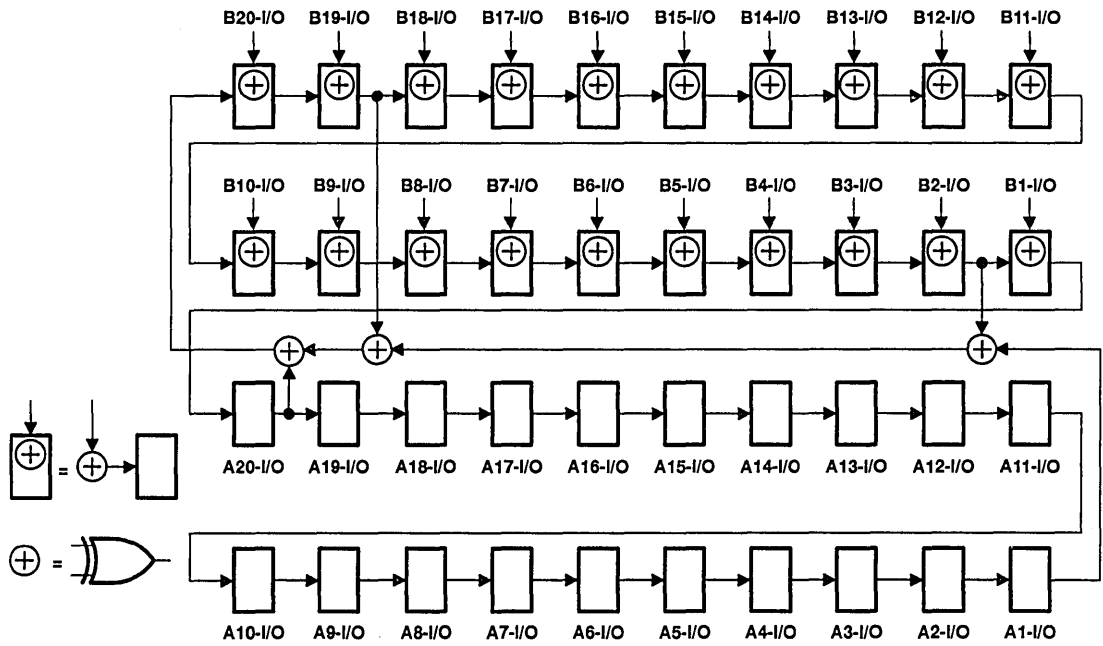 B20-I/O B19-I/O B18-I/O B17-I/O B16-I/O B15-I/O B14-I/O B13-I/O B12-I/O B11-I/O
B10-I/O B9-I/O B8-I/O B7-I/O B6-I/O B5-I/O B4-I/O B3-I/O B2-I/O B1-I/O
A20-I/O A19-I/O A18-I/O A17-I/O A16-I/O A15-I/O A14-I/O A13-I/O A12-I/O A11-I/O
=
=
A10-I/O A9-I/O A8-I/O A7-I/O A6-I/O A5-I/O A4-I/O A3-I/O A2-I/O A1-I/O